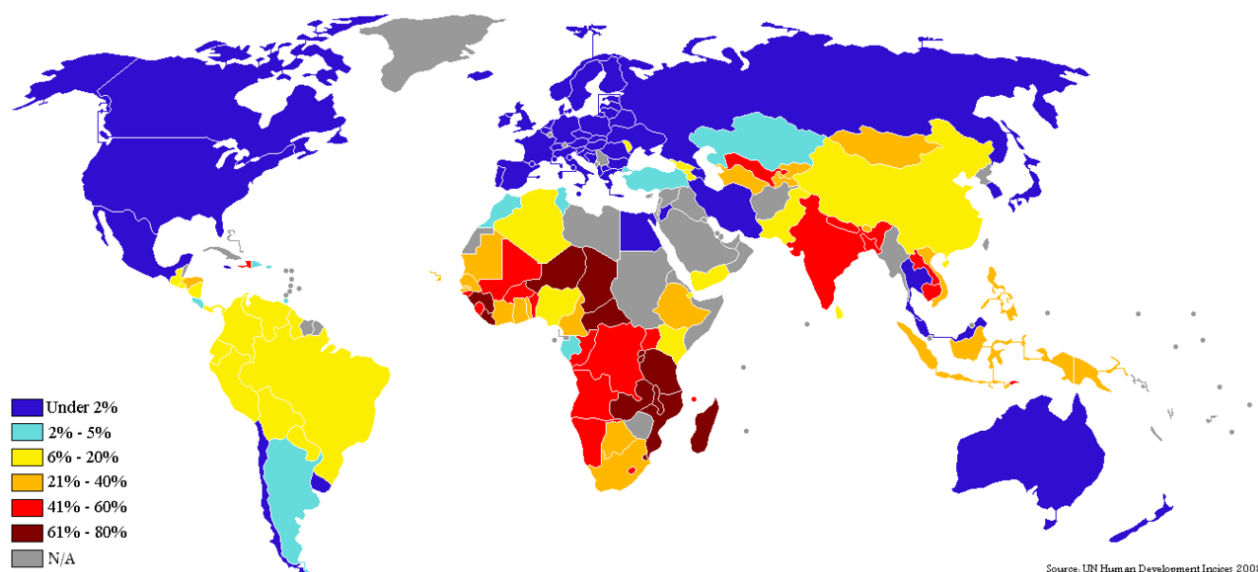 Under 2%
2% - 5%
6% - 20%
21% - 40%
41% - 60%
61% - 80%
N/A
Source: UN Human Development Indices